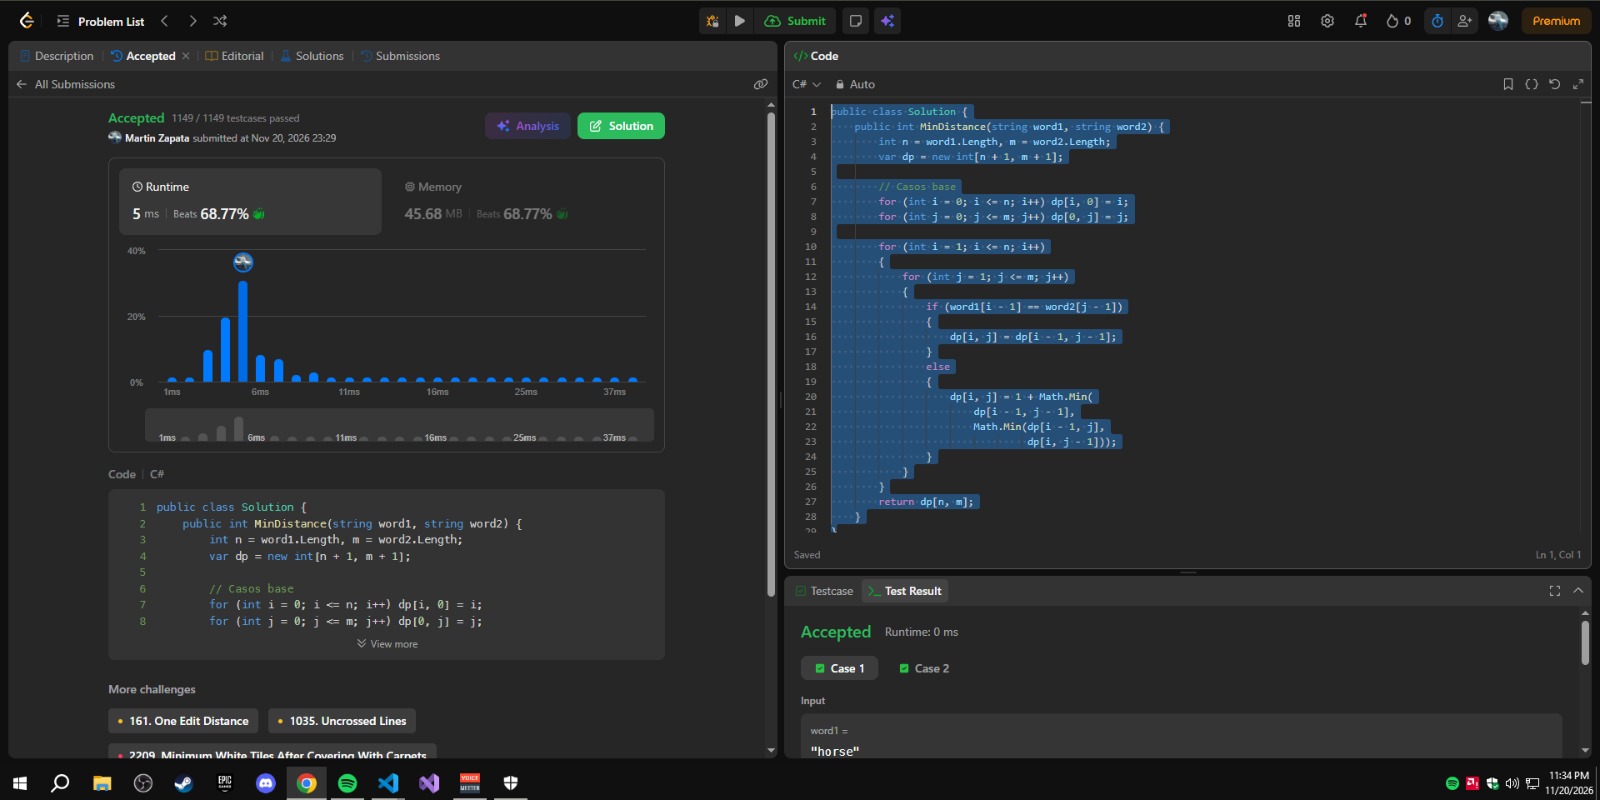 Problem List
Submit
0
Premium
Description
Accepted
Editorial
Solutions
Submissions
All Submissions
Accepted 1149 / 1149 testcases passed
Martin Zapata submitted at Nov 20, 2026 23:29
Analysis
Solution
Runtime
5 ms | Beats 68.77%
Memory
45.68 MB | Beats 68.77%
40%
20%
0%
1ms 6ms 11ms 16ms 25ms 37ms
1ms 6ms 11ms 16ms 25ms 37ms
Code | C#
1 public class Solution {
2 public int MinDistance(string word1, string word2) {
3 int n = word1.Length, m = word2.Length;
4 var dp = new int[n + 1, m + 1];
5
6 // Casos base
7 for (int i = 0; i <= n; i++) dp[i, 0] = i;
8 for (int j = 0; j <= m; j++) dp[0, j] = j;
View more
More challenges
161. One Edit Distance
1035. Uncrossed Lines
2209. Minimum White Tiles After Covering With Carpets
Code
C#
Auto
1 public class Solution {
2 public int MinDistance(string word1, string word2) {
3 int n = word1.Length, m = word2.Length;
4 var dp = new int[n + 1, m + 1];
5
6 // Casos base
7 for (int i = 0; i <= n; i++) dp[i, 0] = i;
8 for (int j = 0; j <= m; j++) dp[0, j] = j;
9
10 for (int i = 1; i <= n; i++)
11 {
12 for (int j = 1; j <= m; j++)
13 {
14 if (word1[i - 1] == word2[j - 1])
15 {
16 dp[i, j] = dp[i - 1, j - 1];
17 }
18 else
19 {
20 dp[i, j] = 1 + Math.Min(
21 dp[i - 1, j - 1],
22 Math.Min(dp[i - 1, j],
23 dp[i, j - 1]));
24 }
25 }
26 }
27 return dp[n, m];
28 }
29 }
Saved
Ln 1, Col 1
Testcase
Test Result
Accepted Runtime: 0 ms
Case 1
Case 2
Input
word1 =
"horse"
EPIC GAMES
VOICE MEETER
11:34 PM
11/20/2026